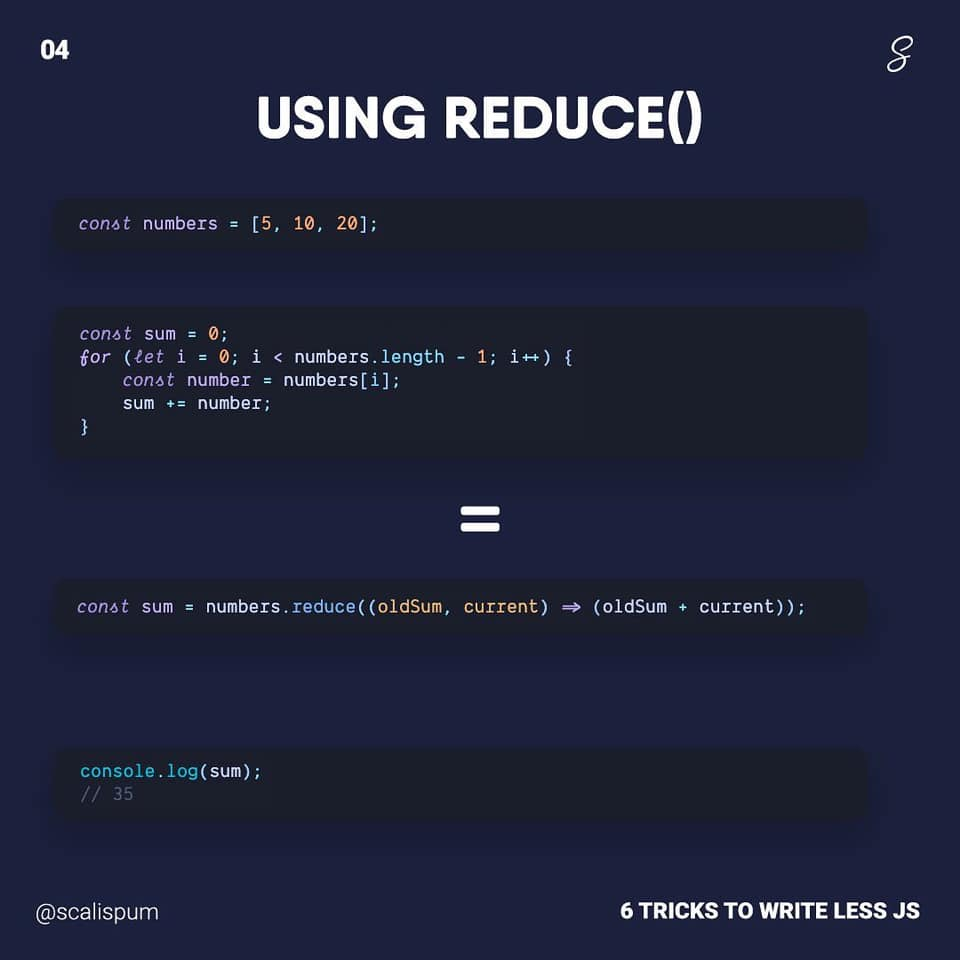 04
USING REDUCE()
const numbers = [5, 10, 20];
const sum = 0;
for (let i = 0; i < numbers.length - 1; i++) {
    const number = numbers[i];
    sum += number;
}
=
const sum = numbers.reduce((oldSum, current) => (oldSum + current));
console.log(sum);
// 35
@scalispum
6 TRICKS TO WRITE LESS JS